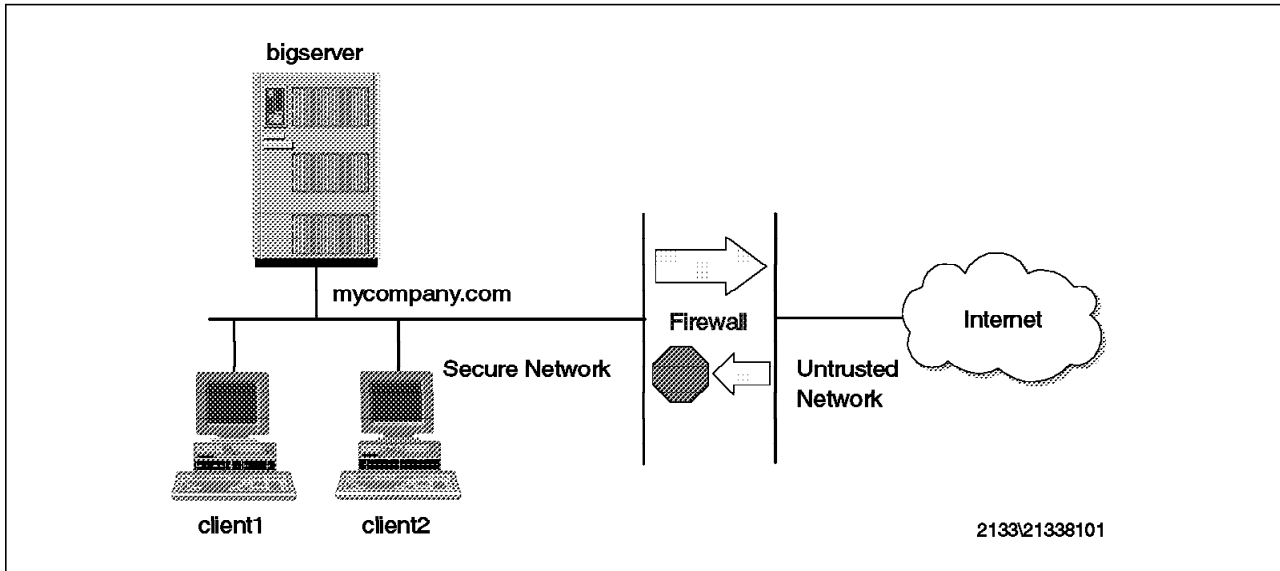 bigserver
mycompany.com
Firewall
Internet
Secure Network
Untrusted
Network
client1
client2
2133\21338101